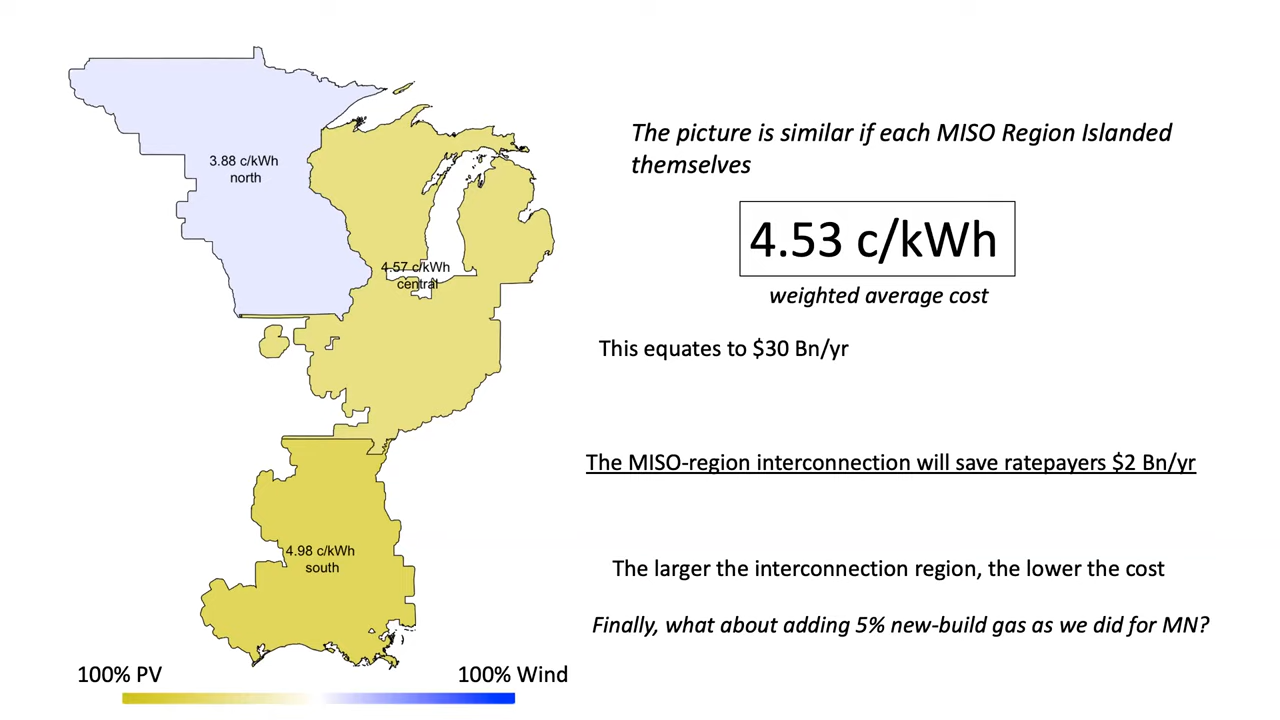 The picture is similar if each MISO Region Islanded
themselves
3.88 c/kWh
north
4.53 c/kWh
4.57 c/kWh
central
weighted average cost
This equates to $30 Bn/yr
The MISO-region interconnection will save ratepayers $2 Bn/yr
4.98 c/kWh
south
The larger the interconnection region, the lower the cost
Finally, what about adding 5% new-build gas as we did for MN?
100% PV
100% Wind